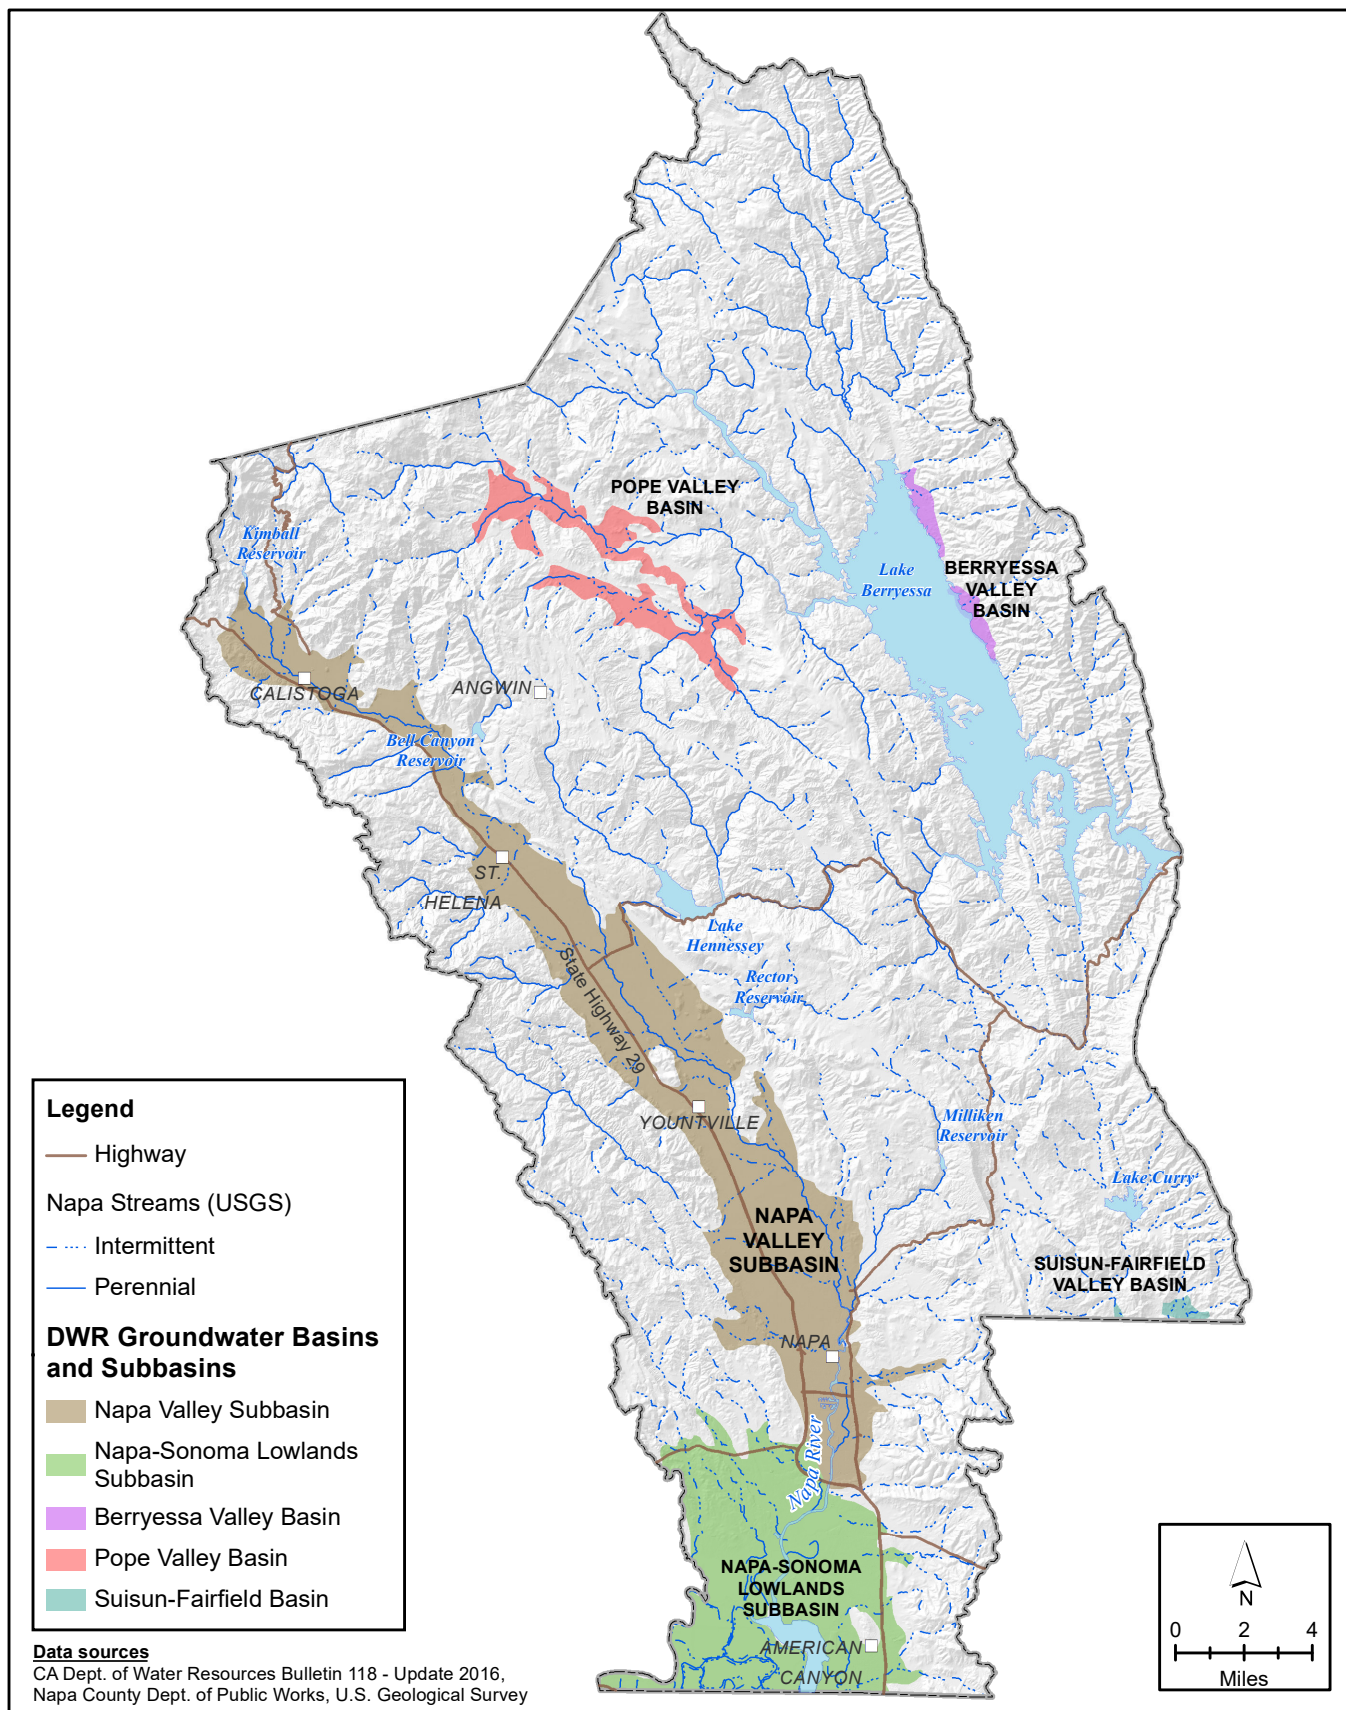 POPE VALLEY
BASIN
Kimball
Reservoir
Lake
Berryessa
BERRYESSA
VALLEY
BASIN
CALISTOGA
ANGWIN
Bell Canyon
Reservoir
ST.
HELENA
Lake
Hennessey
State Highway 29
Rector
Reservoir
YOUNTVILLE
Milliken
Reservoir
Lake Curry
NAPA
VALLEY
SUBBASIN
SUISUN-FAIRFIELD
VALLEY BASIN
NAPA
Napa River
NAPA-SONOMA
LOWLANDS
SUBBASIN
AMERICAN
CANYON
Legend
Highway
Napa Streams (USGS)
Intermittent
Perennial
DWR Groundwater Basins
and Subbasins
Napa Valley Subbasin
Napa-Sonoma Lowlands
Subbasin
Berryessa Valley Basin
Pope Valley Basin
Suisun-Fairfield Basin
Data sources
CA Dept. of Water Resources Bulletin 118 - Update 2016,
Napa County Dept. of Public Works, U.S. Geological Survey
N
0 2 4
Miles